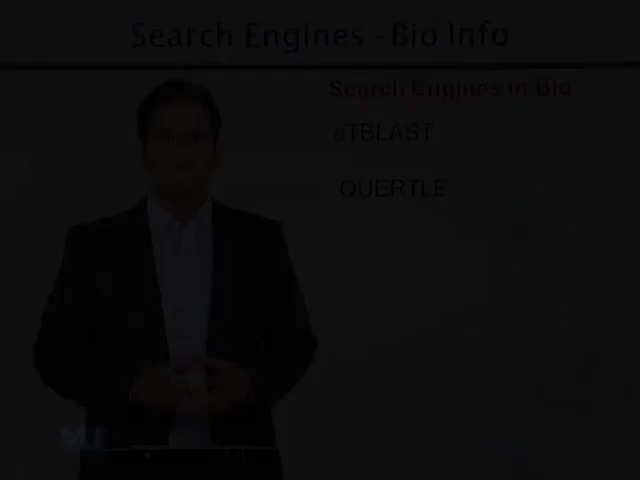 Search Engines -Bio Info
Search Engines in Bio
eTBLAST
QUERTLE